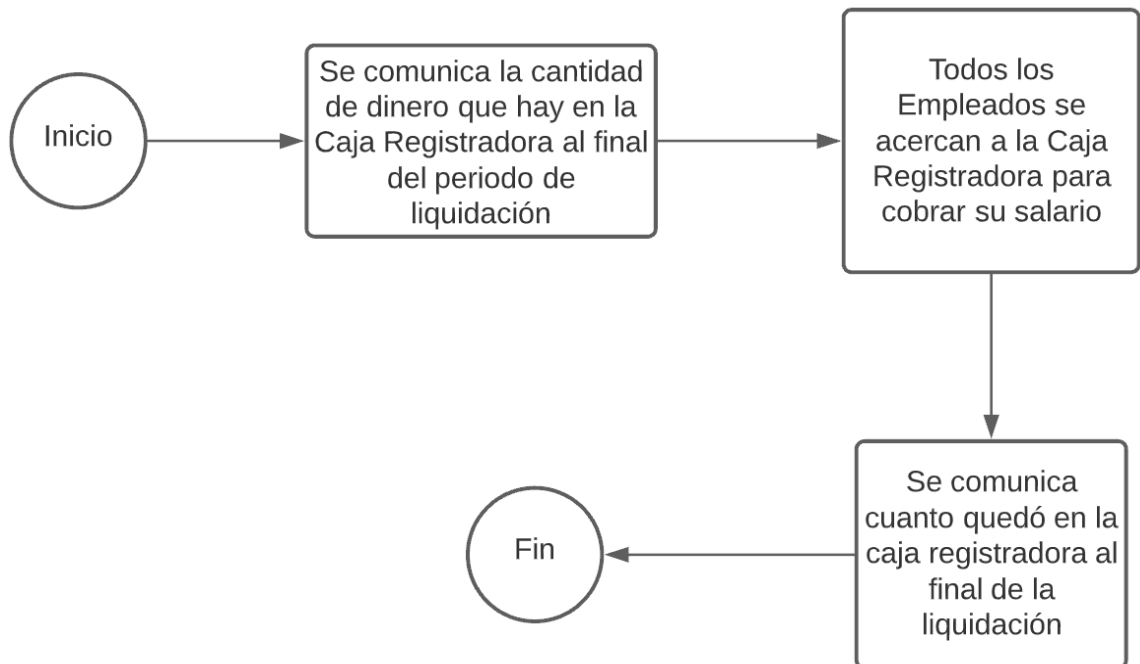 Inicio
Se comunica la cantidad
de dinero que hay en la
Caja Registradora al final
del periodo de
liquidación
Todos los
Empleados se
acercan a la Caja
Registradora para
cobrar su salario
Se comunica
cuanto quedó en la
caja registradora al
final de la
liquidación
Fin